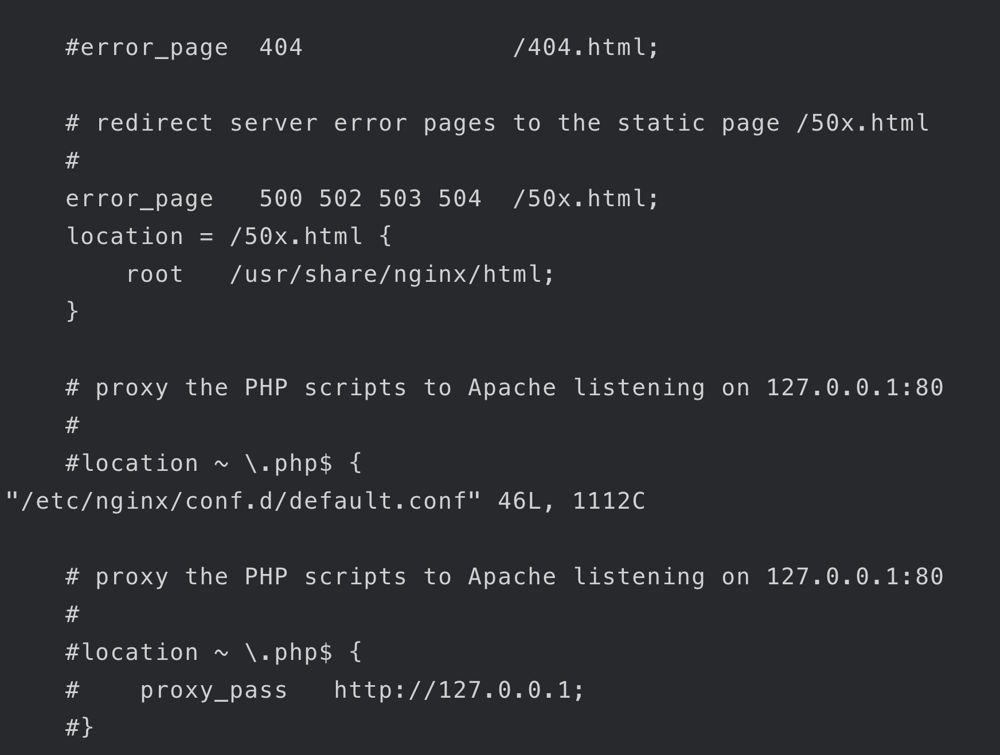 #error_page  404              /404.html;

    # redirect server error pages to the static page /50x.html
    #
    error_page   500 502 503 504  /50x.html;
    location = /50x.html {
        root   /usr/share/nginx/html;
    }

    # proxy the PHP scripts to Apache listening on 127.0.0.1:80
    #
    #location ~ \.php$ {
"/etc/nginx/conf.d/default.conf" 46L, 1112C

    # proxy the PHP scripts to Apache listening on 127.0.0.1:80
    #
    #location ~ \.php$ {
    #    proxy_pass   http://127.0.0.1;
    #}